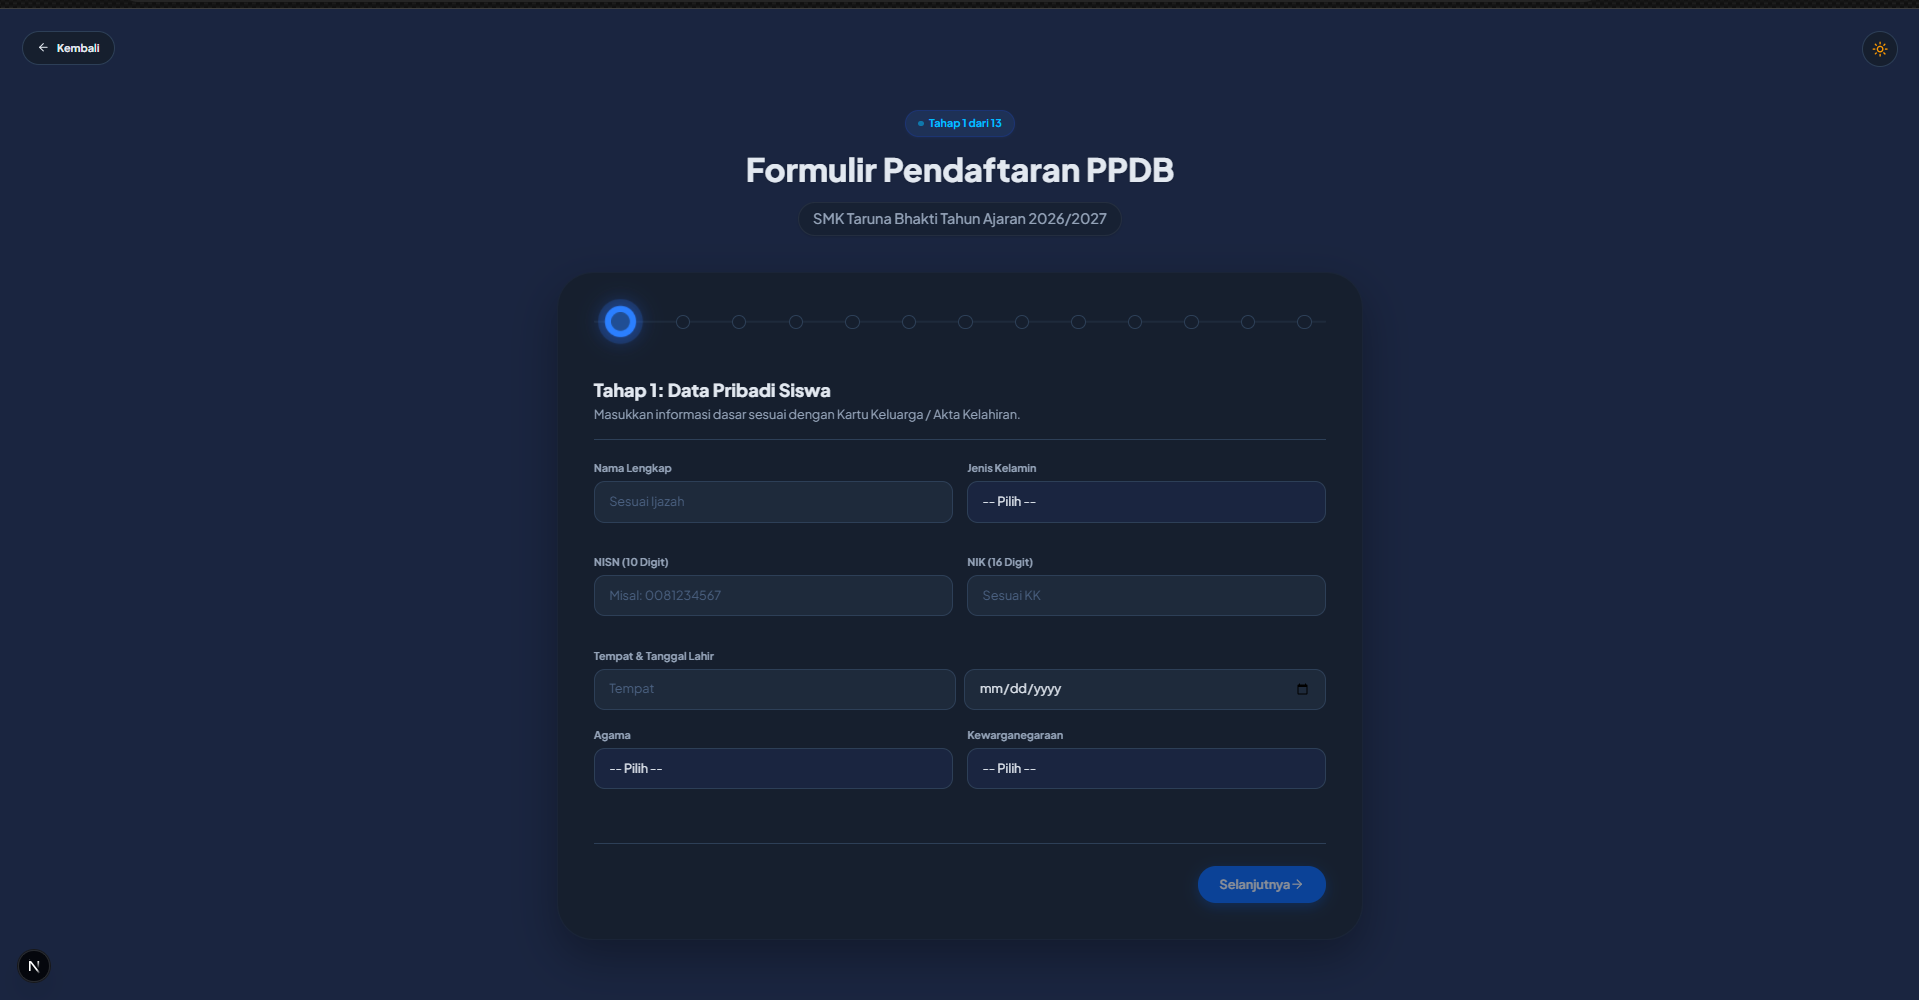 Kembali
Tahap 1 dari 13
Formulir Pendaftaran PPDB
SMK Taruna Bhakti Tahun Ajaran 2026/2027
Tahap 1: Data Pribadi Siswa
Masukkan informasi dasar sesuai dengan Kartu Keluarga / Akta Kelahiran.
Nama Lengkap
Jenis Kelamin
Sesuai Ijazah
-- Pilih --
NISN (10 Digit)
NIK (16 Digit)
Misal: 0081234567
Sesuai KK
Tempat & Tanggal Lahir
Tempat
mm/dd/yyyy
Agama
Kewarganegaraan
-- Pilih --
-- Pilih --
Selanjutnya
N